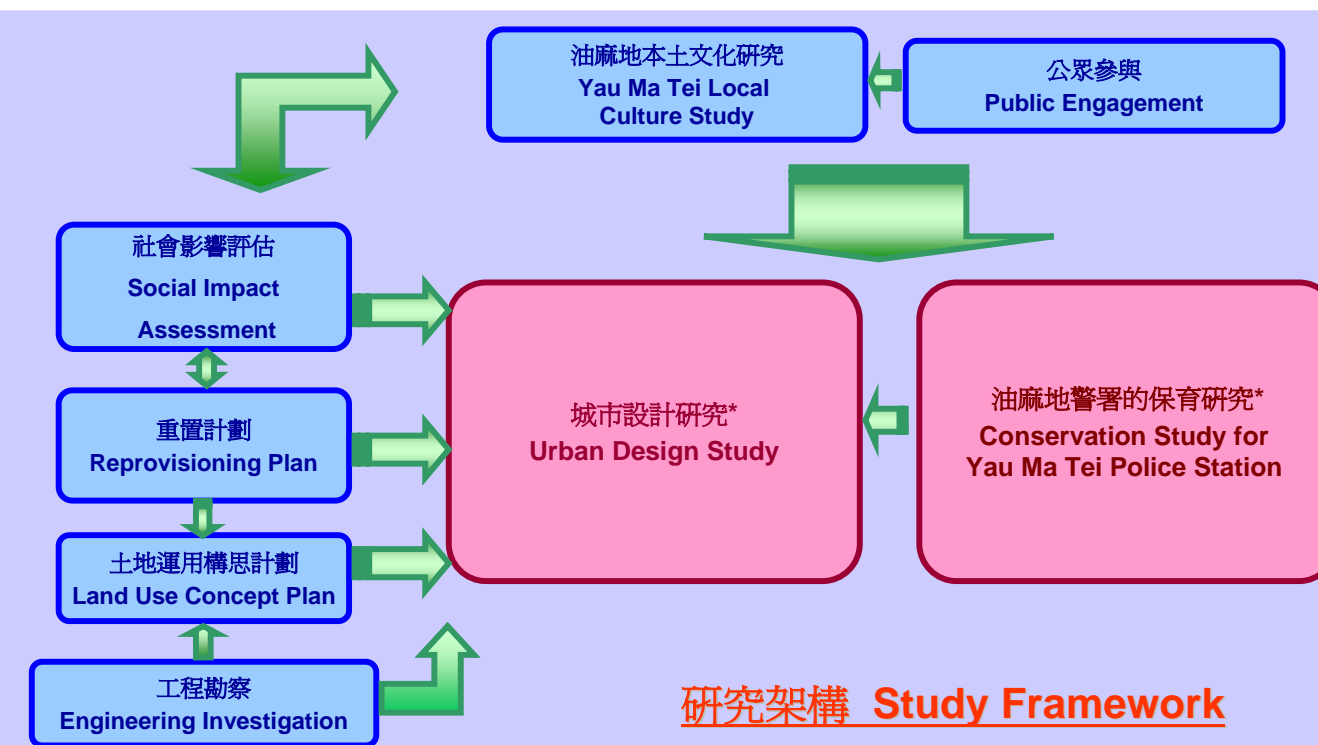 油麻地本土文化研究
Yau Ma Tei Local
Culture Study
公眾參與
Public Engagement
社會影響評估
Social Impact
Assessment
重置計劃
Reprovisioning Plan
土地運用構思計劃
Land Use Concept Plan
工程勘察
Engineering Investigation
城市設計研究*
Urban Design Study
油麻地警署的保育研究*
Conservation Study for
Yau Ma Tei Police Station
研究架構 Study Framework